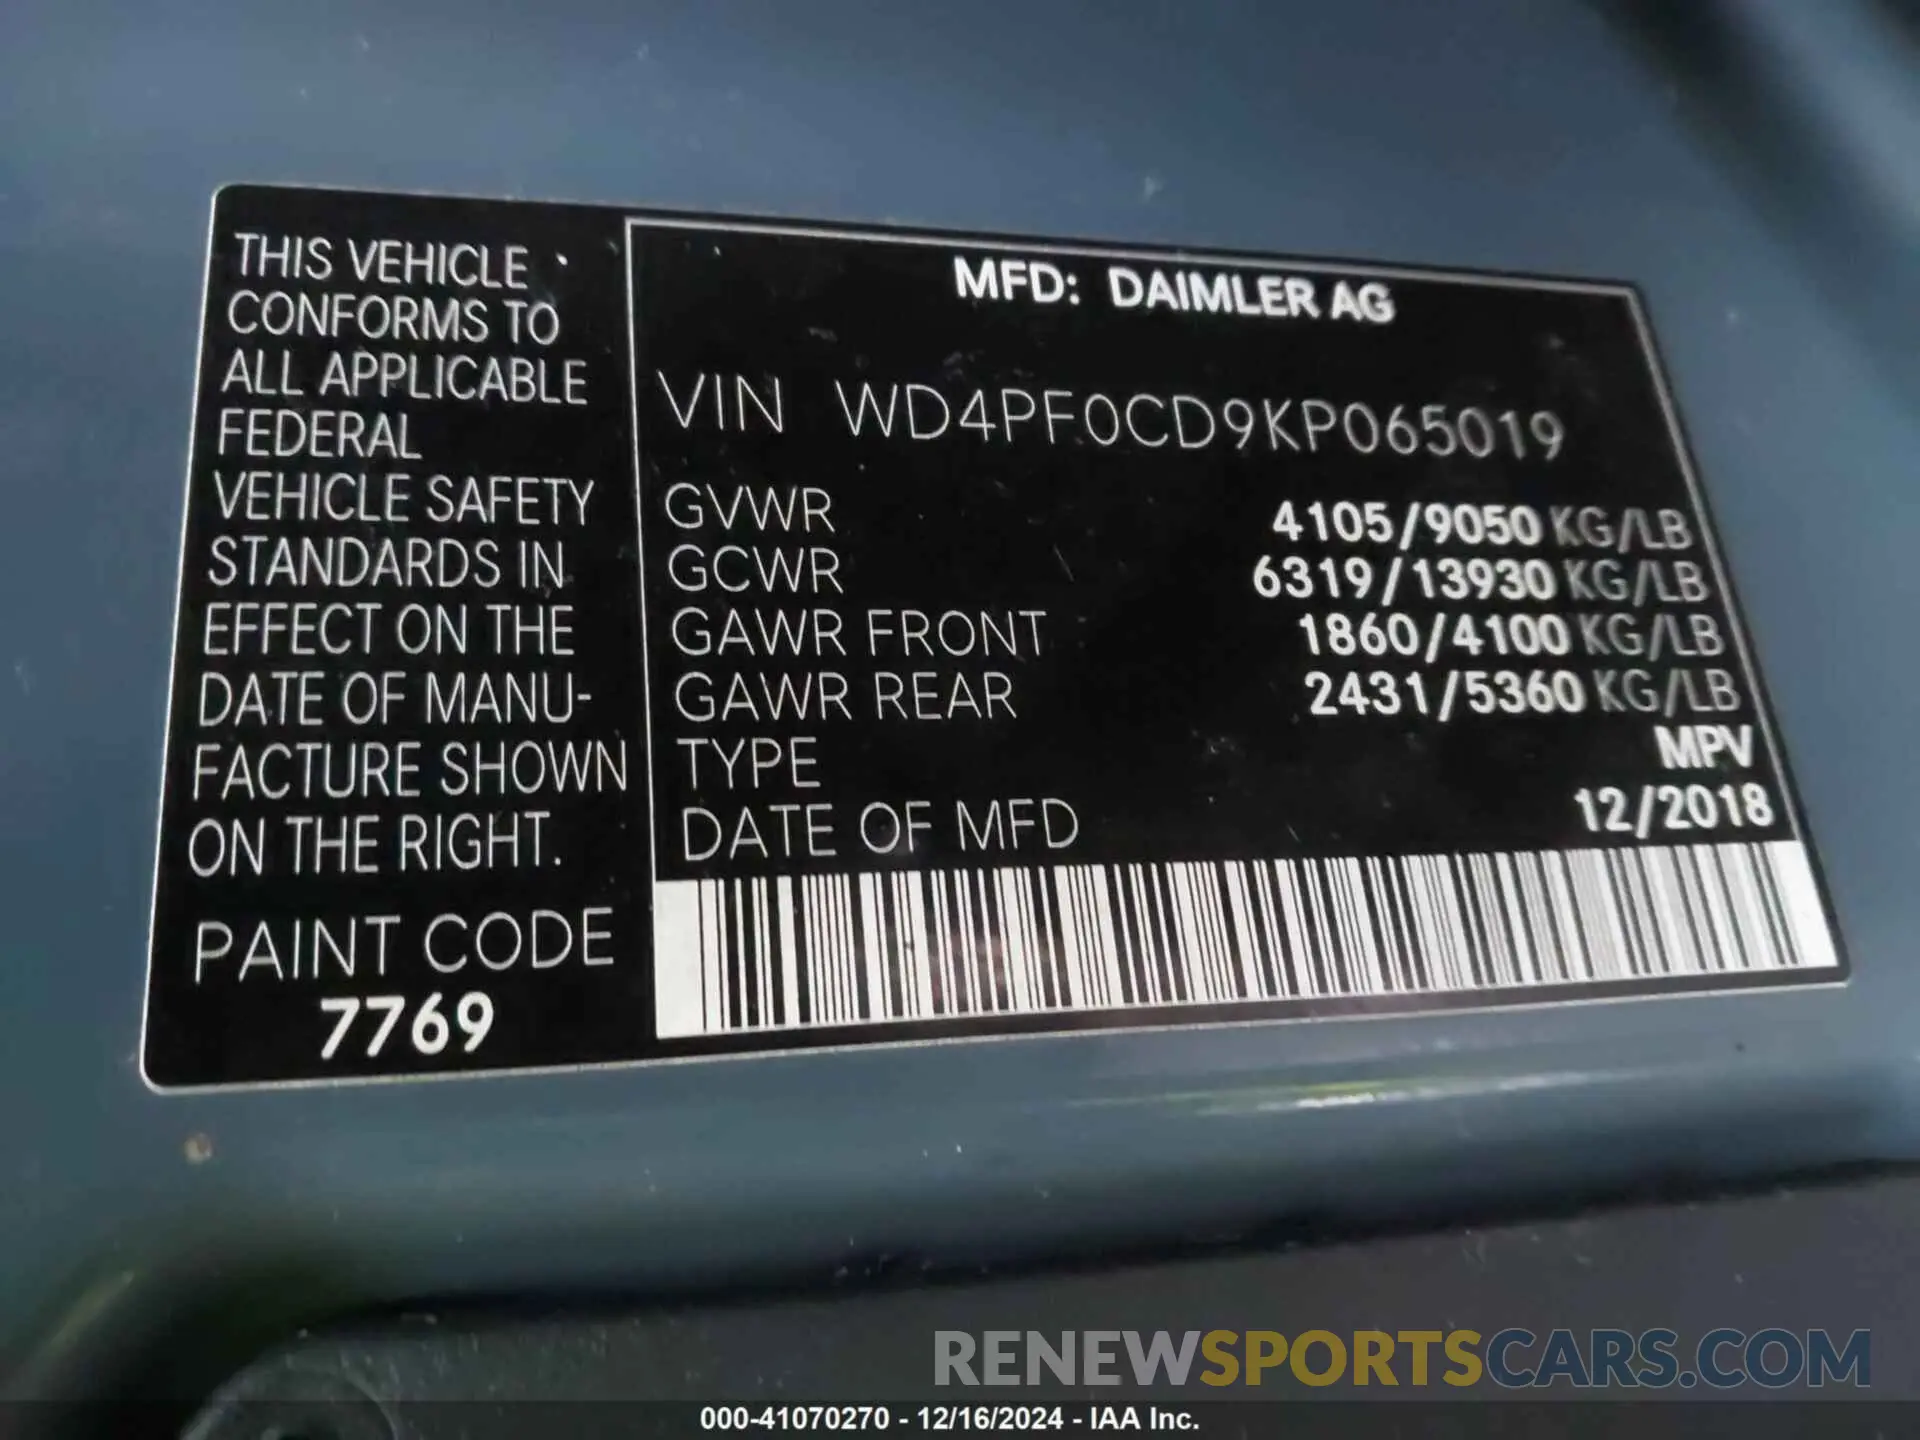 THIS VEHICLE
CONFORMS TO
ALL APPLICABLE
FEDERAL
VEHICLE SAFETY
STANDARDS IN
EFFECT ON THE
DATE OF MANU-
FACTURE SHOWN
ON THE RIGHT.
PAINT CODE
7769
MFD: DAIMLER AG
VIN WD4PF0CD9KP065019
GVWR 4105/9050 KG/LB
GCWR 6319/13930 KG/LB
GAWR FRONT 1860/4100 KG/LB
GAWR REAR 2431/5360 KG/LB
TYPE MPV
DATE OF MFD 12/2018
RENEWSPORTSCARS.COM
000-41070270 - 12/16/2024 - IAA Inc.